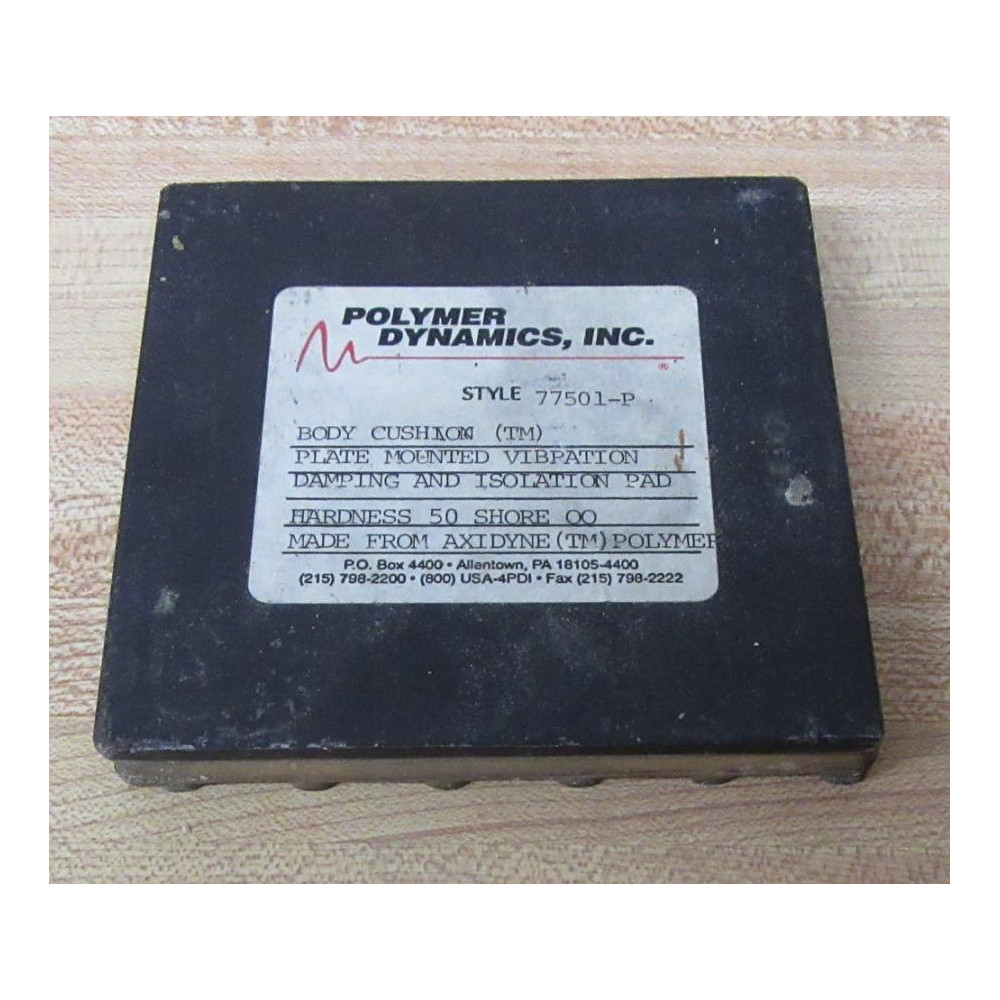 POLYMER
DYNAMICS, INC.
®
STYLE 77501-P
BODY CUSHION (TM)
PLATE MOUNTED VIBPATION
DAMPING AND ISOLATION PAD
HARDNESS 50 SHORE OO
MADE FROM AXIDYNE(TM)POLYMER
P.O. Box 4400 • Allentown, PA 18105-4400
(215) 798-2200 • (800) USA-4PDI • Fax (215) 798-2222